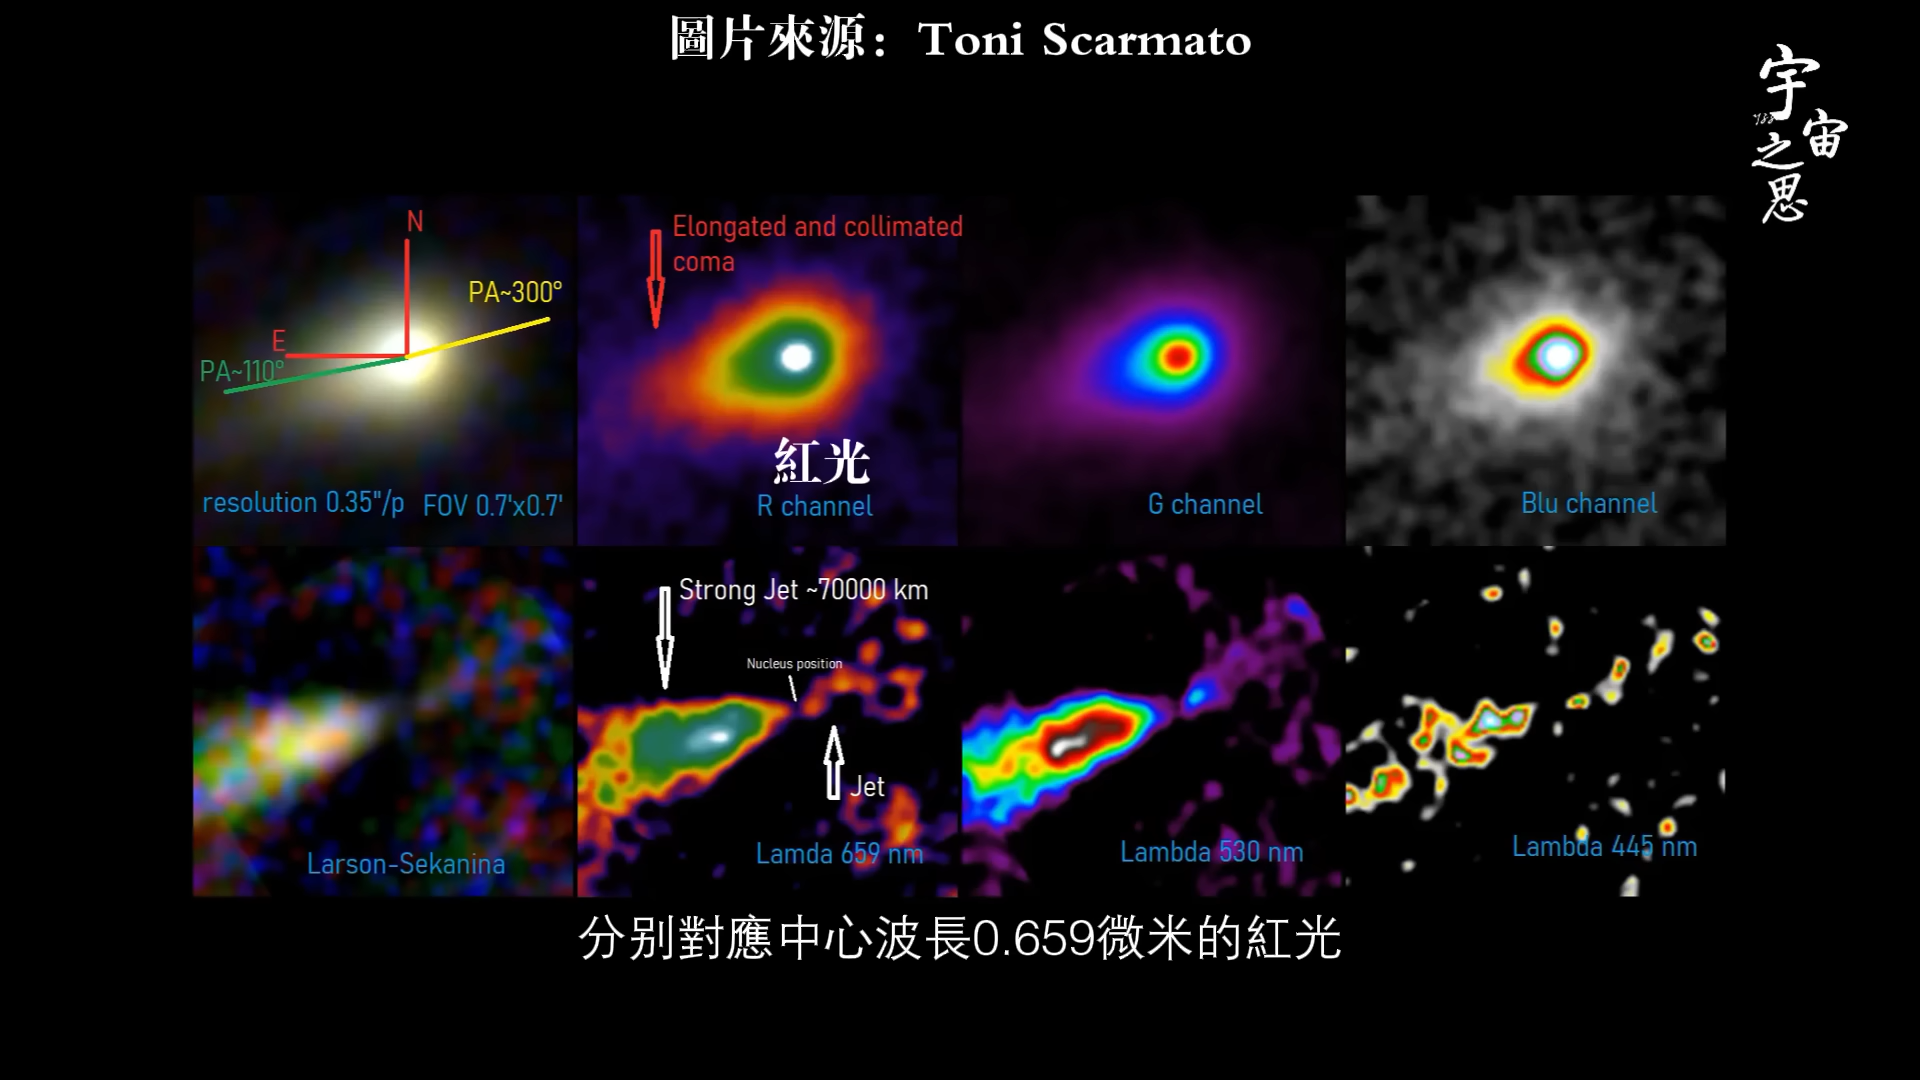 圖片來源：Toni Scarmato
宇宙之思
N
PA~300°
E
PA~110°
resolution 0.35"/p
FOV 0.7'x0.7'
Elongated and collimated
coma
紅光
R channel
G channel
Blu channel
Larson-Sekanina
Strong Jet ~70000 km
Nucleus position
Jet
Lamda 659 nm
Lambda 530 nm
Lambda 445 nm
分別對應中心波長0.659微米的紅光